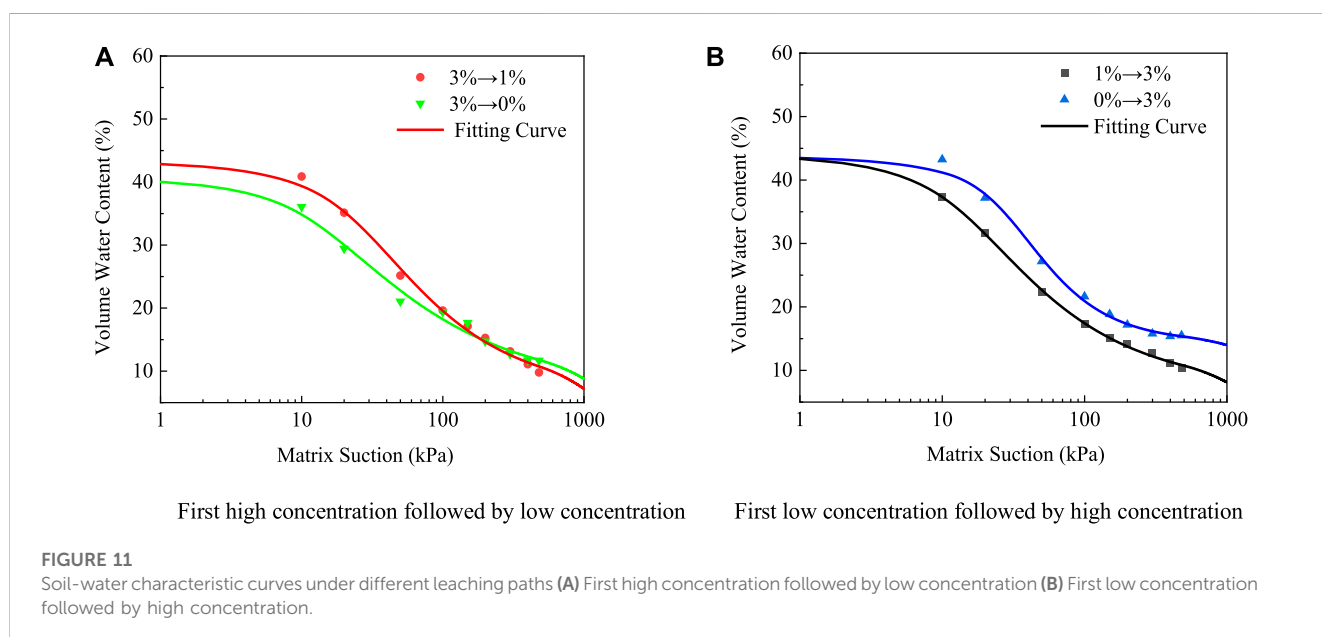 A
60
50
40
30
20
10
1
10
100
1000
Volume Water Content (%)
Matrix Suction (kPa)
3%→1%
3%→0%
Fitting Curve
First high concentration followed by low concentration
B
60
50
40
30
20
10
1
10
100
1000
Volume Water Content (%)
Matrix Suction (kPa)
1%→3%
0%→3%
Fitting Curve
First low concentration followed by high concentration
FIGURE 11
Soil-water characteristic curves under different leaching paths (A) First high concentration followed by low concentration (B) First low concentration
followed by high concentration.